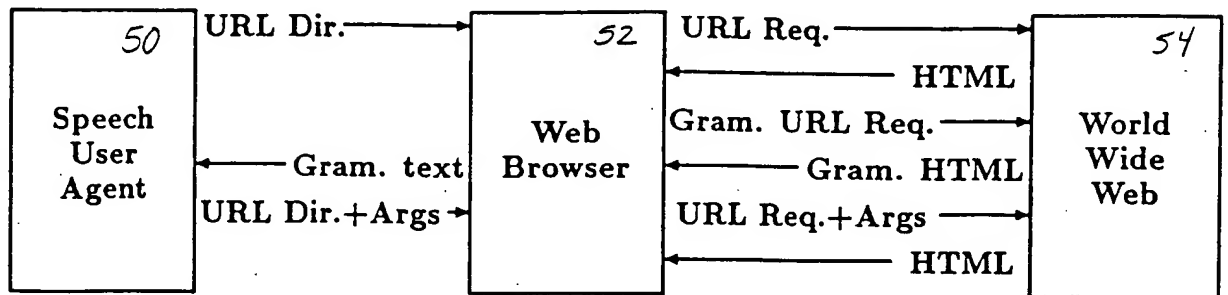 50
Speech
User
Agent
URL Dir.
Gram. text
URL Dir.+Args
52
Web
Browser
URL Req.
HTML
Gram. URL Req.
Gram. HTML
URL Req.+Args
HTML
54
World
Wide
Web